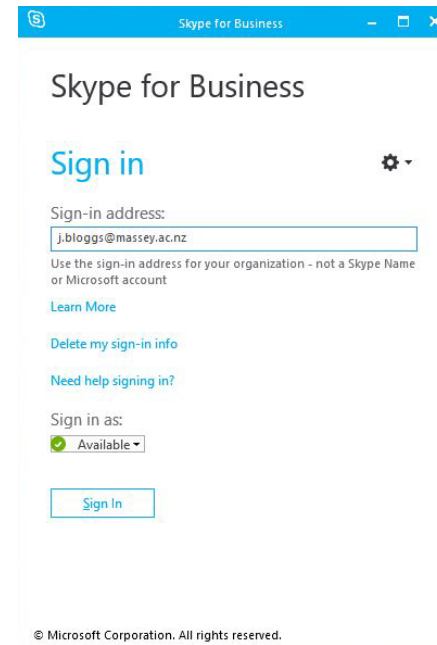 Skype for Business
Skype for Business
Sign in
Sign-in address:
j.bloggs@massey.ac.nz
Use the sign-in address for your organization - not a Skype Name
or Microsoft account
Learn More
Delete my sign-in info
Need help signing in?
Sign in as:
Available
Sign In
© Microsoft Corporation. All rights reserved.